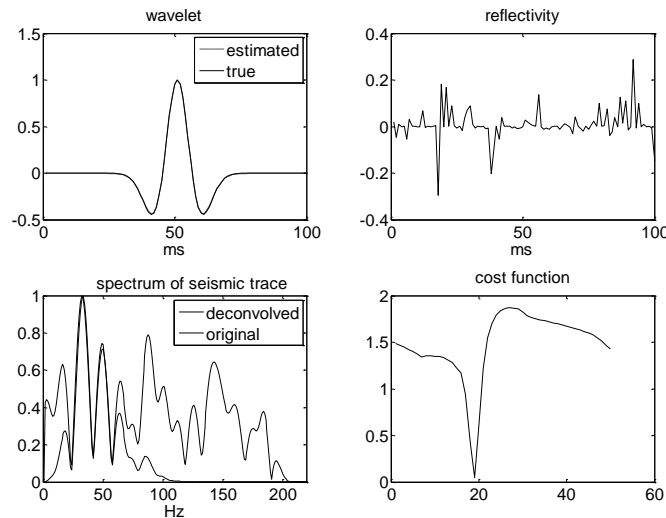 wavelet
1.5
1
0.5
0
-0.5
0 50 100
ms
estimated
true
reflectivity
0.4
0.2
0
-0.2
-0.4
0 50 100
ms
spectrum of seismic trace
1
0.8
0.6
0.4
0.2
0
0 50 100 150 200
Hz
deconvolved
original
cost function
2
1.5
1
0.5
0
0 20 40 60